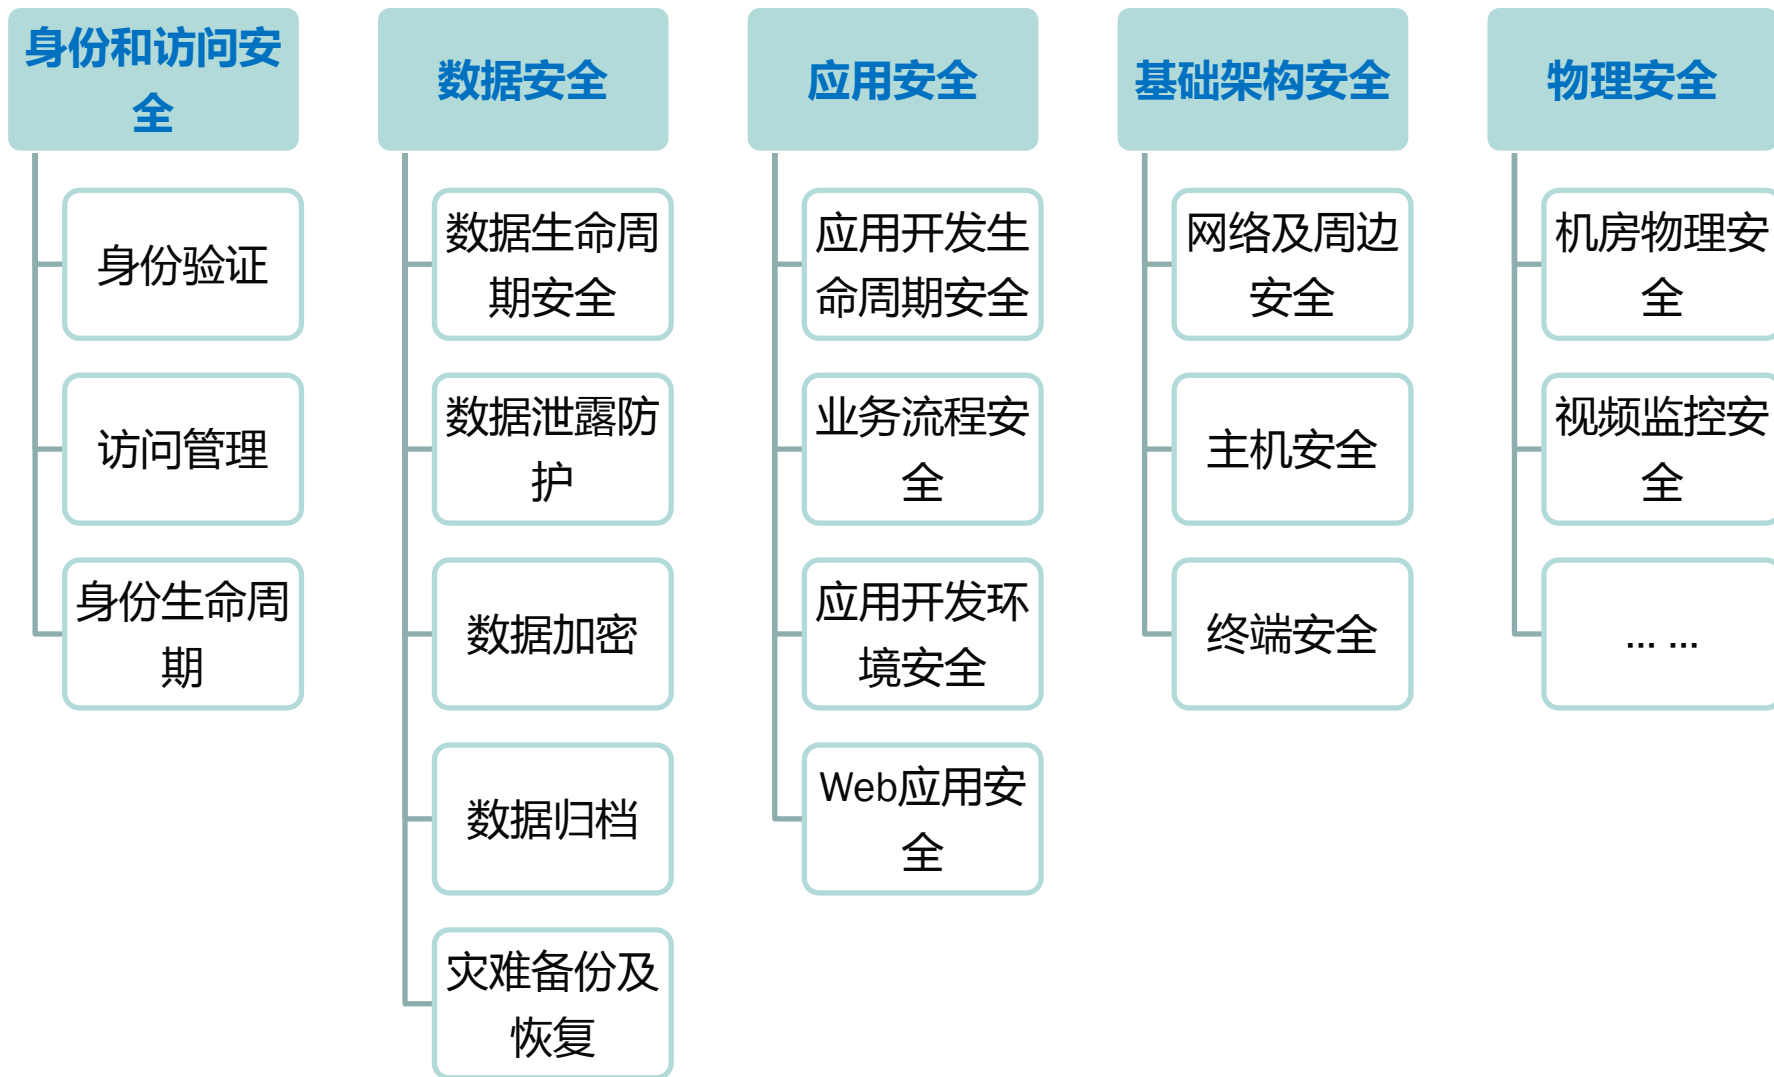 身份和访问安
全
身份验证
访问管理
身份生命周
期
数据安全
数据生命周
期安全
数据泄露防
护
数据加密
数据归档
灾难备份及
恢复
应用安全
应用开发生
命周期安全
业务流程安
全
应用开发环
境安全
Web应用安
全
基础架构安全
网络及周边
安全
主机安全
终端安全
物理安全
机房物理安
全
视频监控安
全
... ...